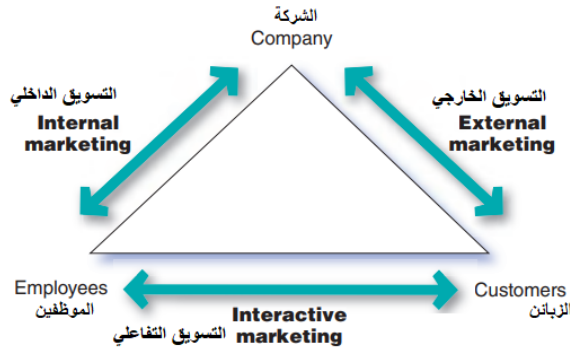 الشركة
Company
التسويق الداخلي
Internal
marketing
التسويق الخارجي
External
marketing
Employees
الموظفين
Interactive
marketing
التسويق التفاعلي
Customers
الزبائن